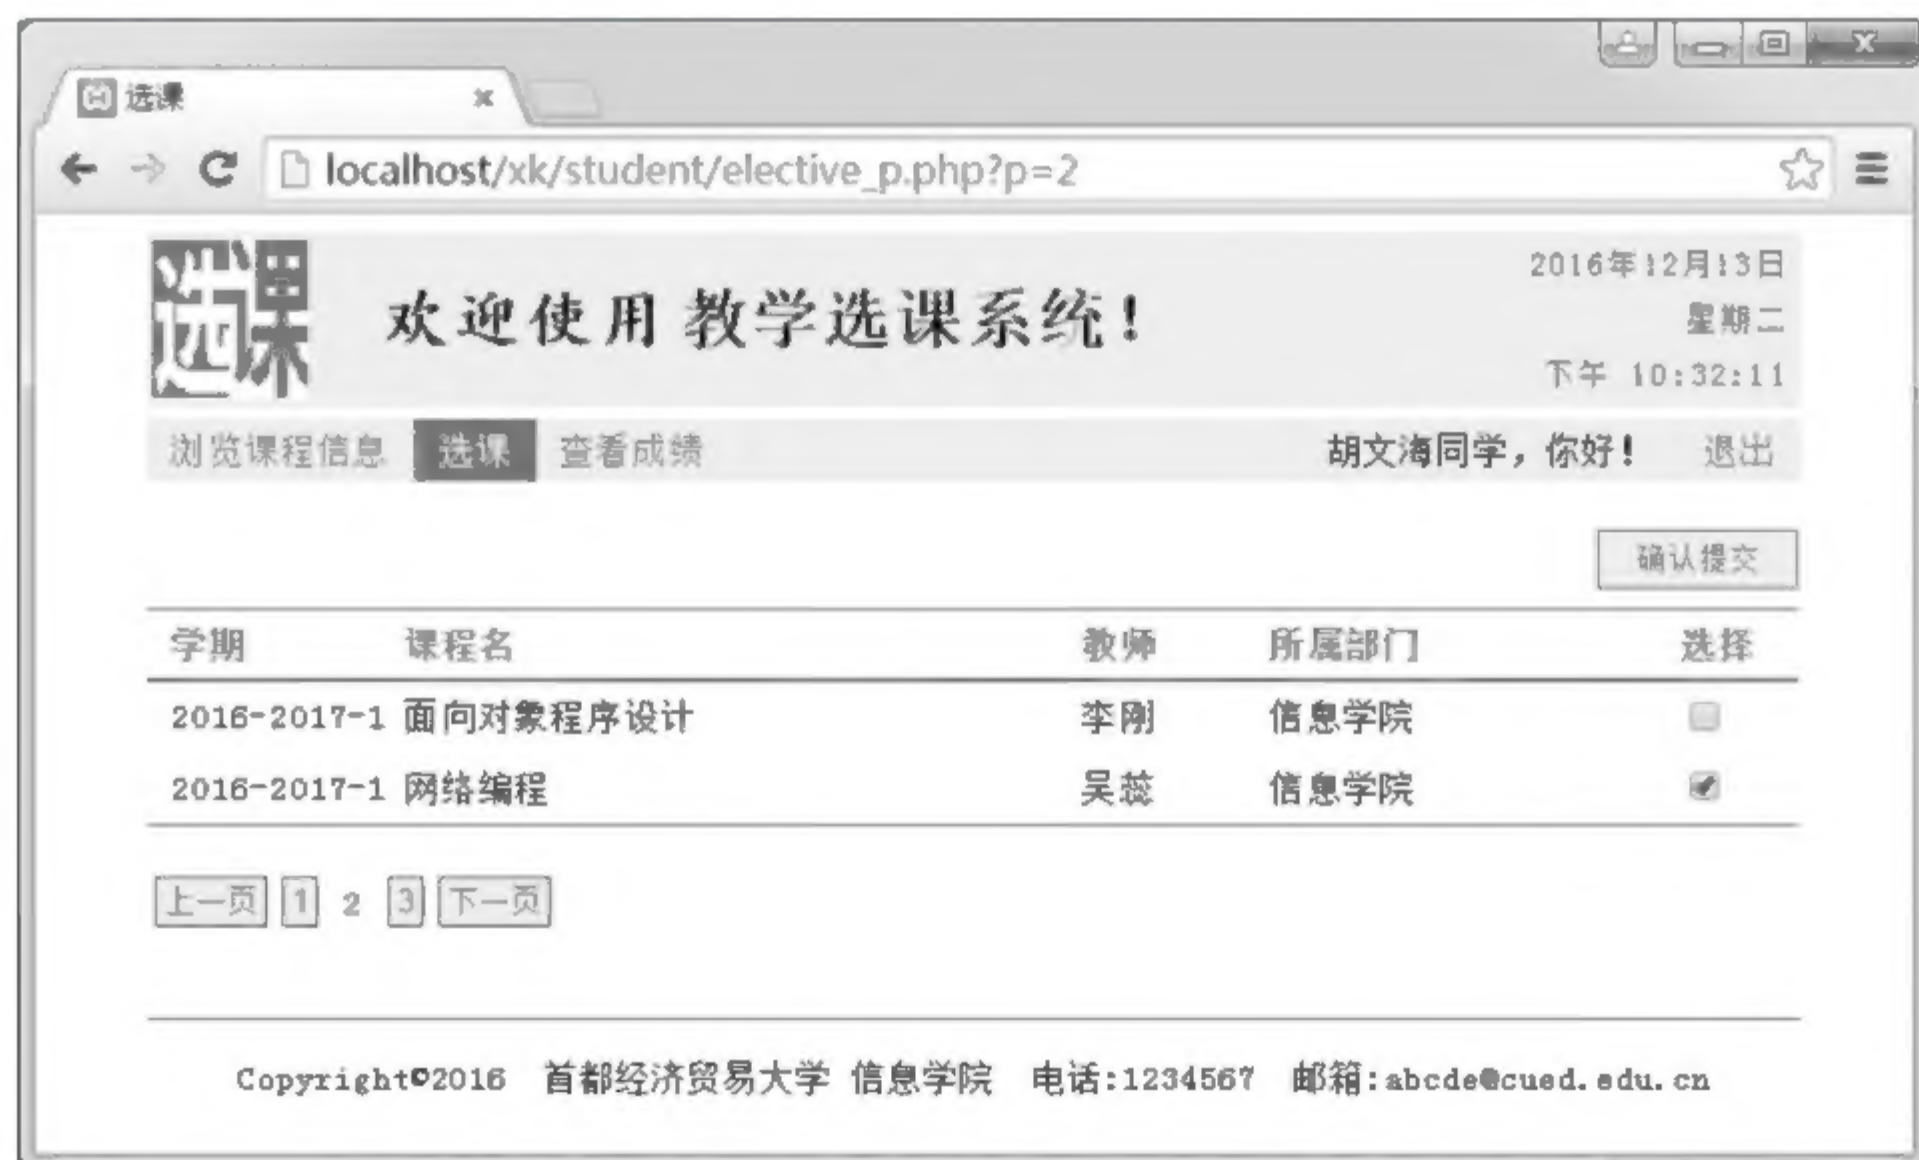 选课
localhost/xk/student/elective_p.php?p=2
选课 欢迎使用 教学选课系统!
2016年12月13日
星期二
下午 10:32:11
浏览课程信息 选课 查看成绩 胡文海同学,你好! 退出
确认提交
学期 课程名 教师 所属部门 选择
2016-2017-1 面向对象程序设计 李刚 信息学院
2016-2017-1 网络编程 吴蕊 信息学院
上一页 1 2 3 下一页
Copyright©2016 首都经济贸易大学 信息学院 电话:1234567 邮箱:abcde@cued.edu.cn